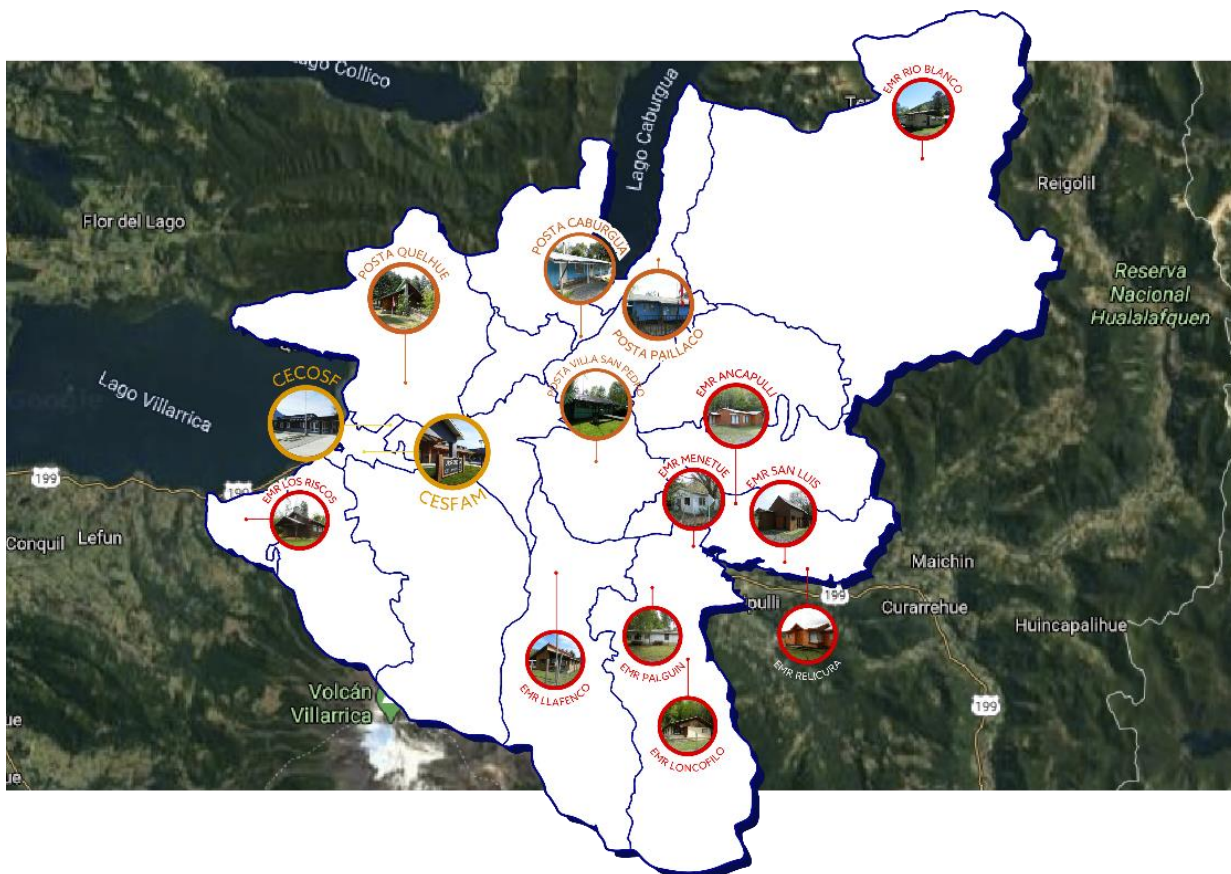 Lago Collico
Lago Caburgua
EMR RIO BLANCO
Reigolil
Flor del Lago
POSTA CABURGUA
POSTA QUELHUE
Reserva
Nacional
Hualalafquen
POSTA PAILLACO
POSTA VILLA SAN PEDRO
CECOSF
Lago Villarrica
EMR ANCAPULLI
EMR MENETUE
EMR SAN LUIS
199
199
CESFAM
EMR LOS RISCOS
Conquil
Lefun
Maichin
199
Curarrehue
Huincapalihue
EMR PALGUIN
EMR RELICURA
EMR LLAFENCO
Volcán
Villarrica
199
EMR LONCOFILO